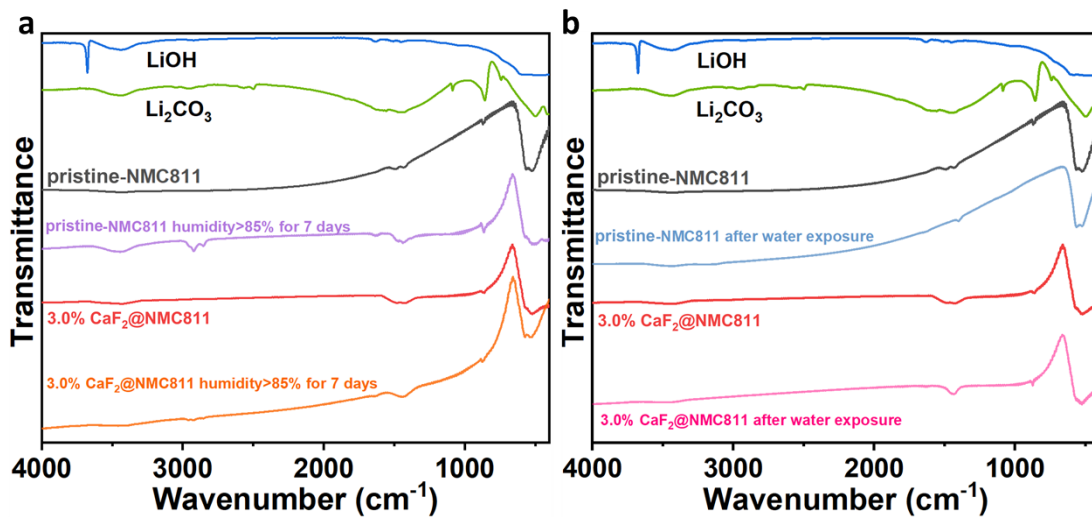 a
LiOH
Li₂CO₃
pristine-NMC811
pristine-NMC811 humidity>85% for 7 days
3.0% CaF₂@NMC811
3.0% CaF₂@NMC811 humidity>85% for 7 days
Transmittance
4000 3000 2000 1000
Wavenumber (cm⁻¹)
b
LiOH
Li₂CO₃
pristine-NMC811
pristine-NMC811 after water exposure
3.0% CaF₂@NMC811
3.0% CaF₂@NMC811 after water exposure
Transmittance
4000 3000 2000 1000
Wavenumber (cm⁻¹)